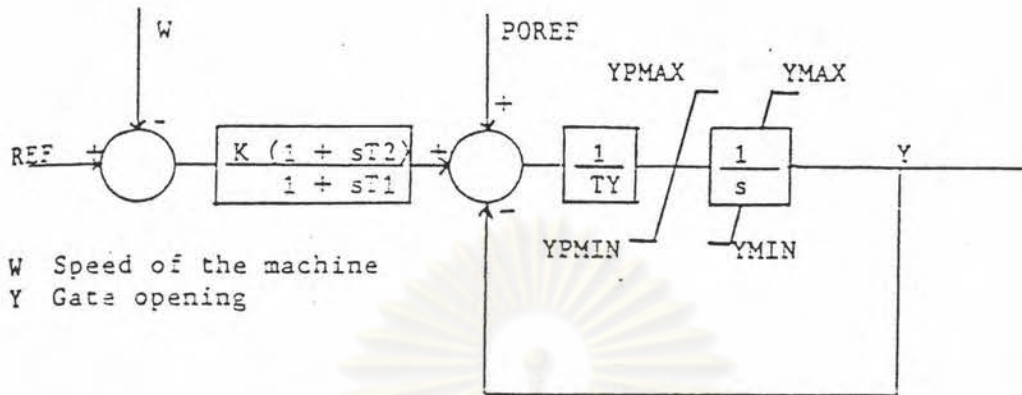 W
POREF
YPMAX
YMAX
REF
+
-
K (1 + sT2)
1 + sT1
+
+
-
1
TY
1
s
Y
YPMIN
YMIN
W Speed of the machine
Y Gate opening